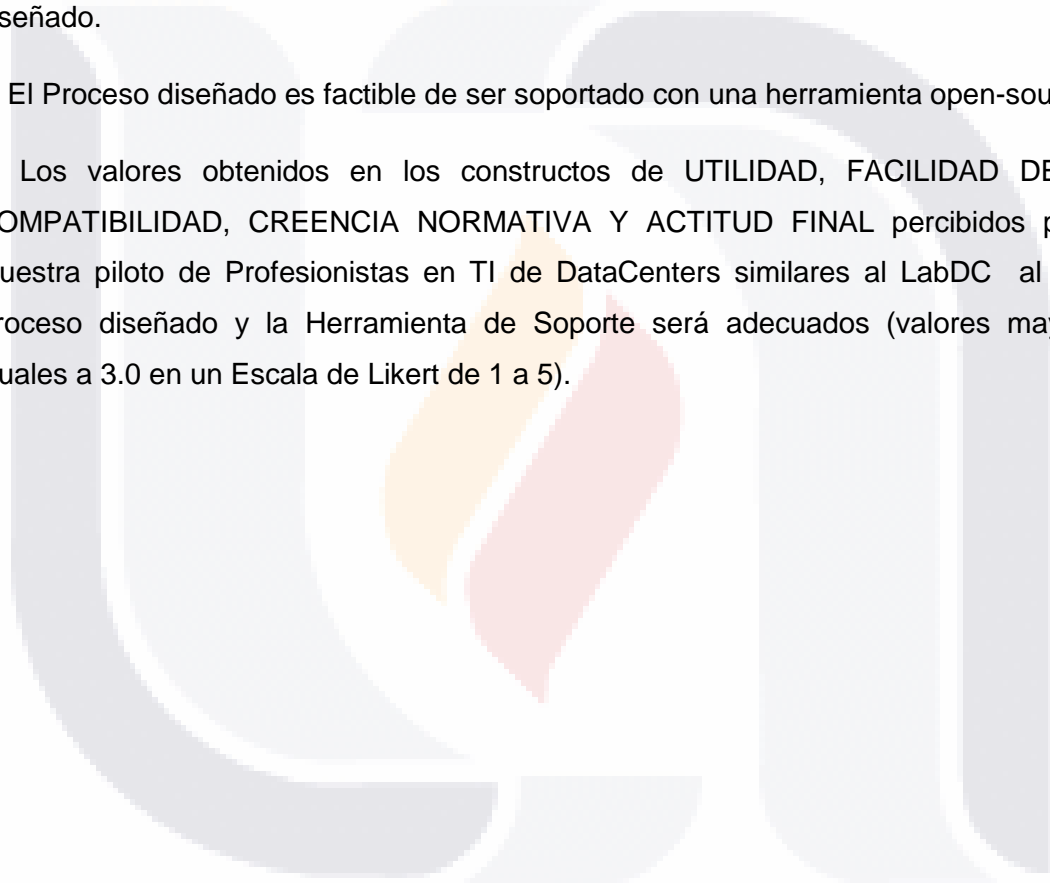 señado.
El Proceso diseñado es factible de ser soportado con una herramienta open-sou
Los valores obtenidos en los constructos de UTILIDAD, FACILIDAD DE
OMPATIBILIDAD, CREENCIA NORMATIVA Y ACTITUD FINAL percibidos p
uestra piloto de Profesionistas en TI de DataCenters similares al LabDC al
roceso diseñado y la Herramienta de Soporte será adecuados (valores may
uales a 3.0 en un Escala de Likert de 1 a 5).